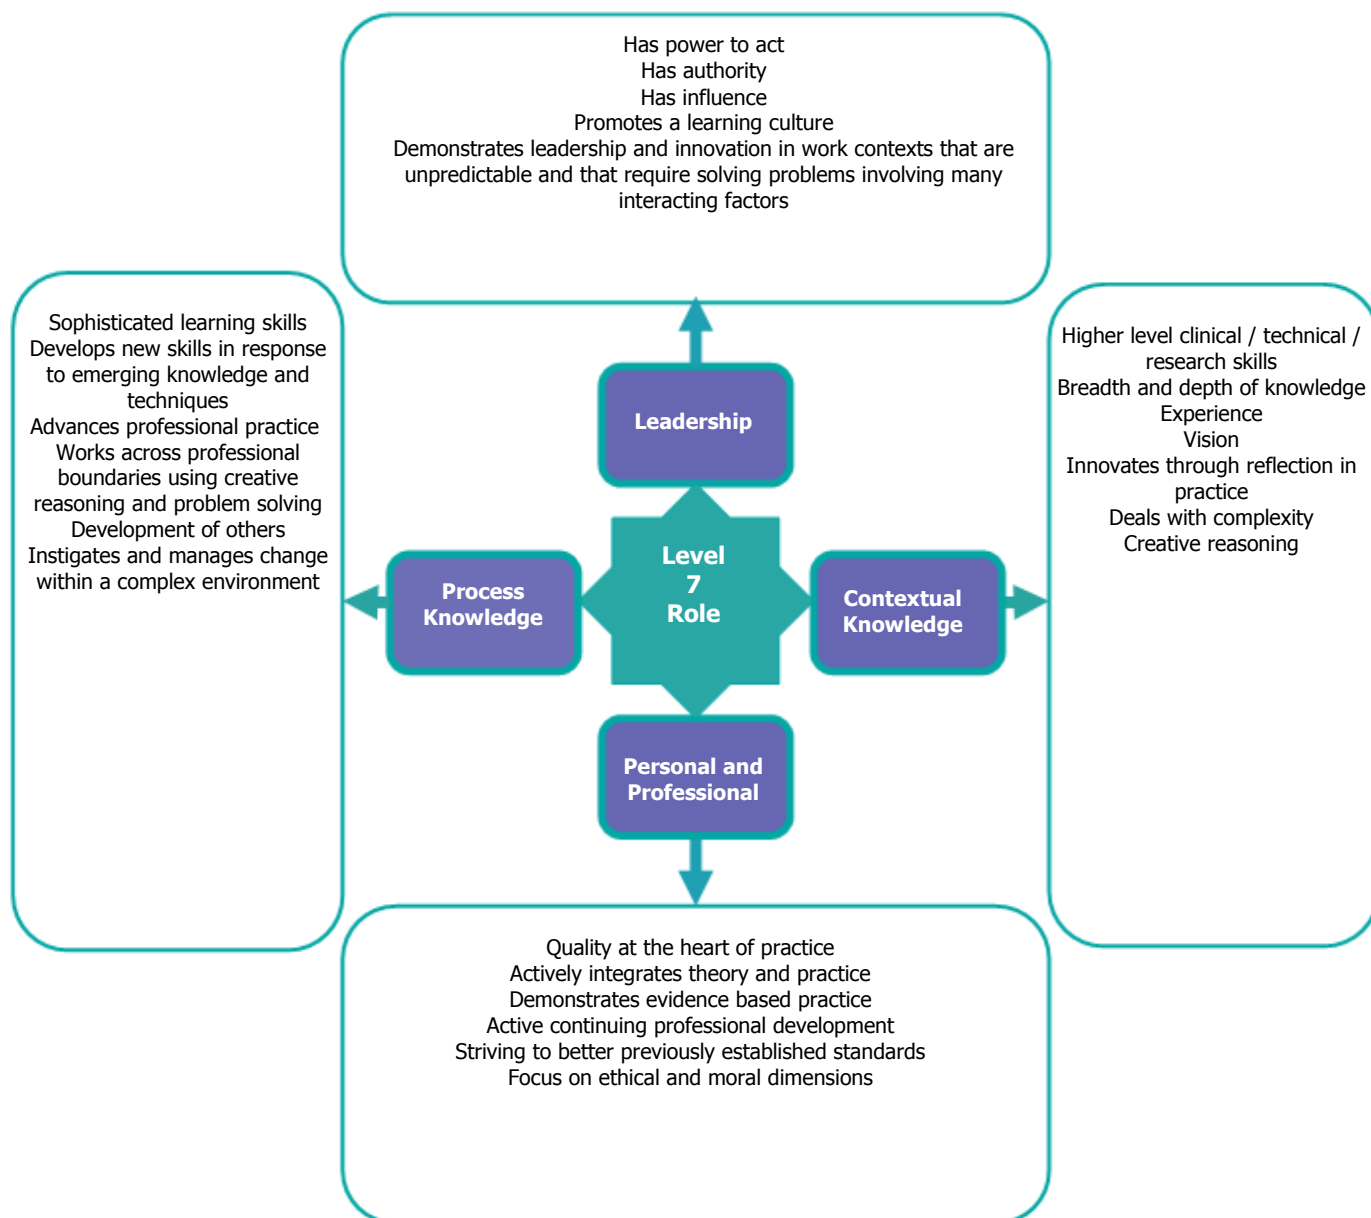 Has power to act
Has authority
Has influence
Promotes a learning culture
Demonstrates leadership and innovation in work contexts that are
unpredictable and that require solving problems involving many
interacting factors
Sophisticated learning skills
Develops new skills in response
to emerging knowledge and
techniques
Advances professional practice
Works across professional
boundaries using creative
reasoning and problem solving
Development of others
Instigates and manages change
within a complex environment
Leadership
Process
Knowledge
Level
7
Role
Contextual
Knowledge
Personal and
Professional
Higher level clinical / technical /
research skills
Breadth and depth of knowledge
Experience
Vision
Innovates through reflection in
practice
Deals with complexity
Creative reasoning
Quality at the heart of practice
Actively integrates theory and practice
Demonstrates evidence based practice
Active continuing professional development
Striving to better previously established standards
Focus on ethical and moral dimensions